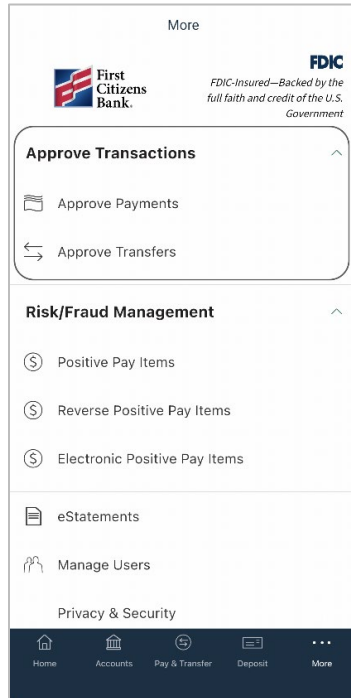 More
First
Citizens
Bank.
FDIC
FDIC-Insured—Backed by the
full faith and credit of the U.S.
Government
Approve Transactions
Approve Payments
Approve Transfers
Risk/Fraud Management
Positive Pay Items
Reverse Positive Pay Items
Electronic Positive Pay Items
eStatements
Manage Users
Privacy & Security
Home Accounts Pay & Transfer Deposit More